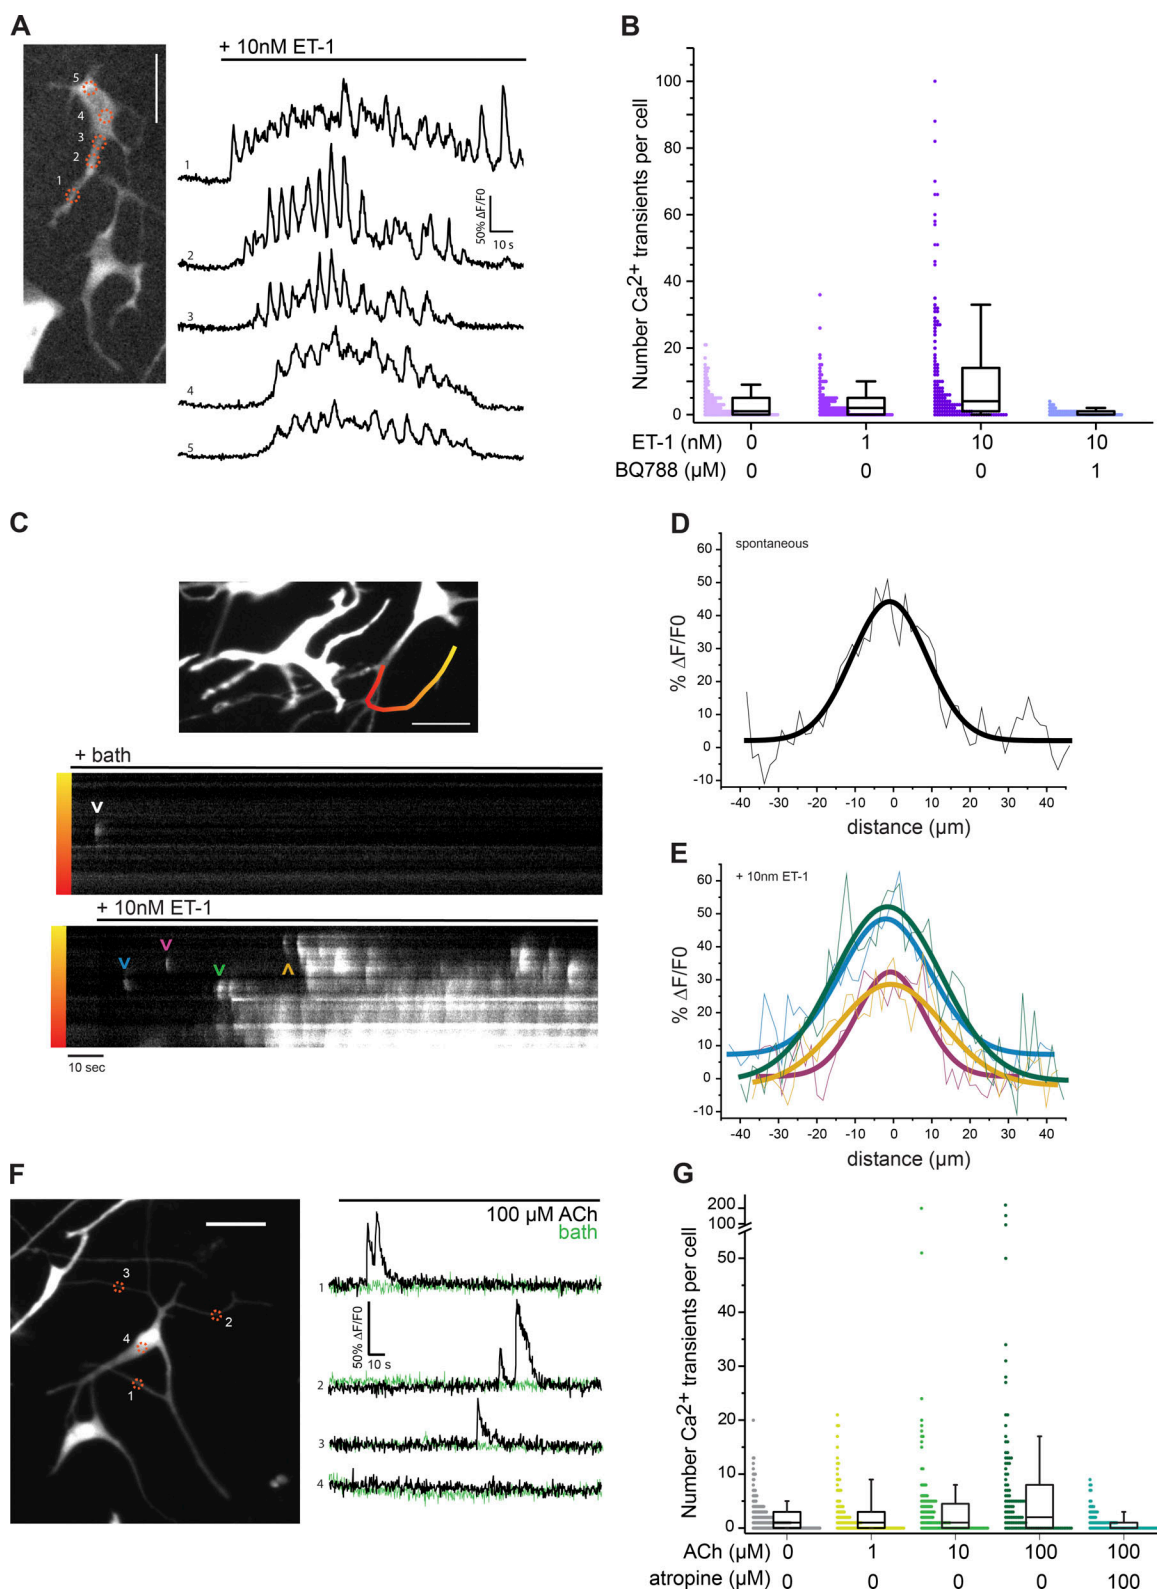 A
+ 10nM ET-1
5
4
3
2
1
1
2
3
4
5
50% ΔF/F0
10 s
B
Number Ca2+ transients per cell
100
80
60
40
20
0
ET-1 (nM) 0 1 10 10
BQ788 (µM) 0 0 0 1
C
+ bath
+ 10nM ET-1
10 sec
D
spontaneous
% ΔF/F0
60
50
40
30
20
10
0
-10
-40 -30 -20 -10 0 10 20 30 40
distance (µm)
E
+ 10nm ET-1
% ΔF/F0
60
50
40
30
20
10
0
-10
-40 -30 -20 -10 0 10 20 30 40
distance (µm)
F
3
2
4
1
100 µM ACh
bath
1
50% ΔF/F0
10 s
2
3
4
G
Number Ca2+ transients per cell
200
100
50
40
30
20
10
0
ACh (µM) 0 1 10 100 100
atropine (µM) 0 0 0 0 100